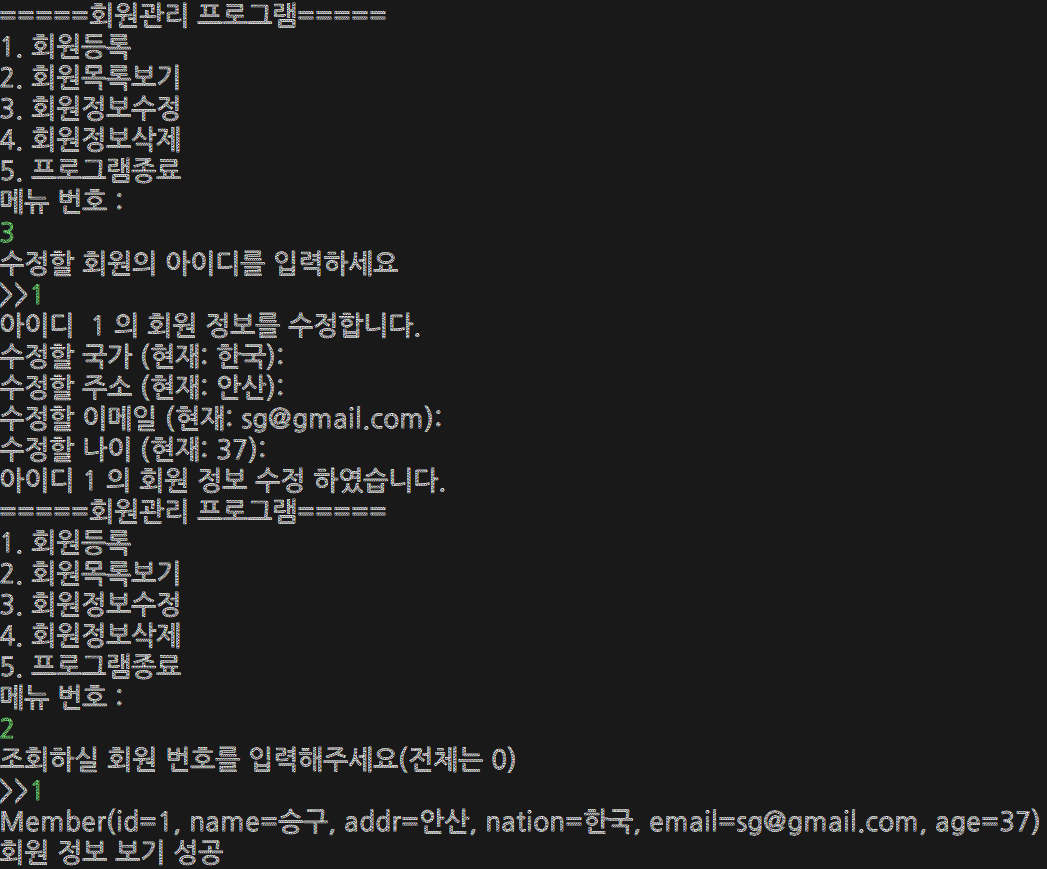 =====회원관리 프로그램=====
1. 회원등록
2. 회원목록보기
3. 회원정보수정
4. 회원정보삭제
5. 프로그램종료
메뉴 번호 :
3
수정할 회원의 아이디를 입력하세요
>>1
아이디  1 의 회원 정보를 수정합니다.
수정할 국가 (현재: 한국):
수정할 주소 (현재: 안산):
수정할 이메일 (현재: sg@gmail.com):
수정할 나이 (현재: 37):
아이디 1 의 회원 정보 수정 하였습니다.
=====회원관리 프로그램=====
1. 회원등록
2. 회원목록보기
3. 회원정보수정
4. 회원정보삭제
5. 프로그램종료
메뉴 번호 :
2
조회하실 회원 번호를 입력해주세요(전체는 0)
>>1
Member(id=1, name=승구, addr=안산, nation=한국, email=sg@gmail.com, age=37)
회원 정보 보기 성공